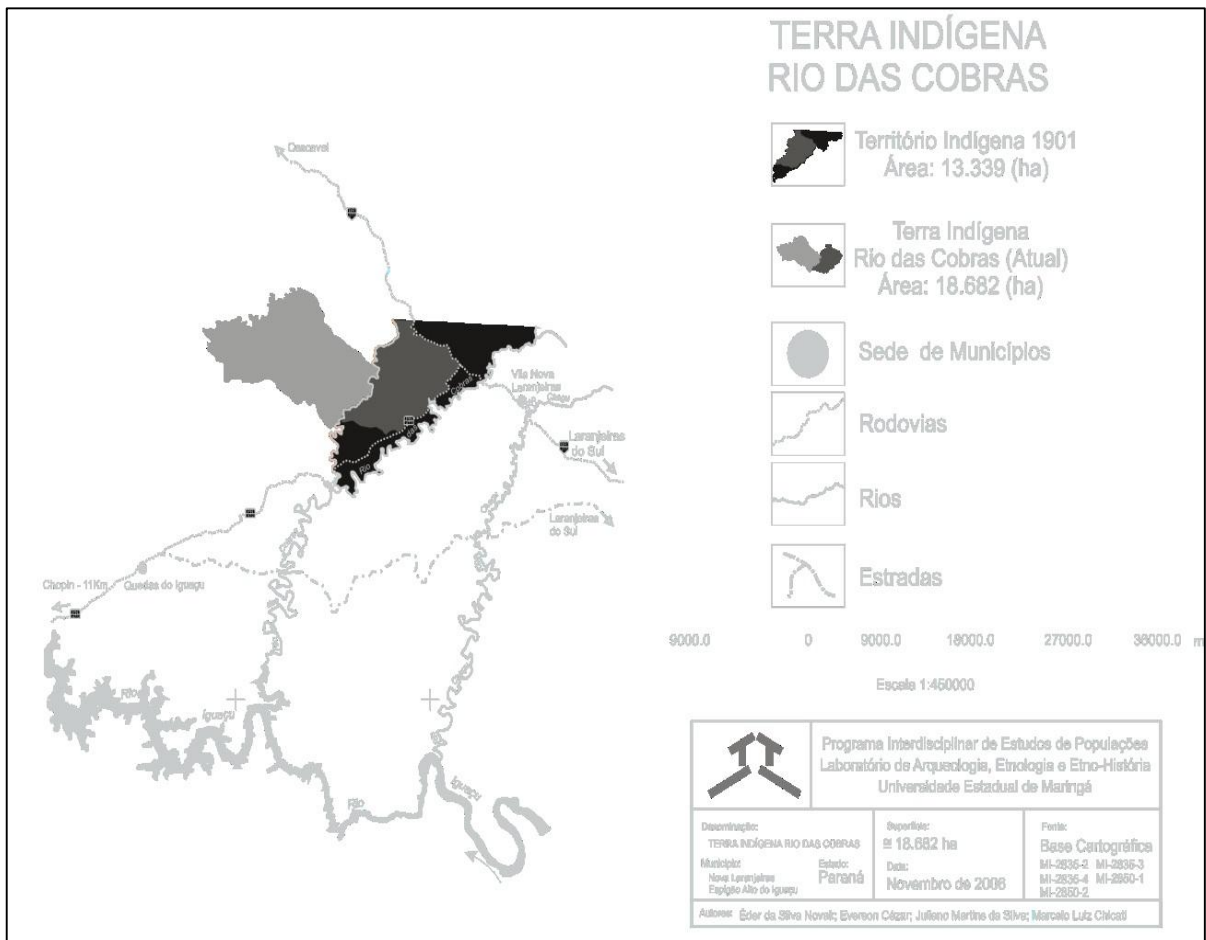 TERRA INDÍGENA
RIO DAS COBRAS
Território Indígena 1901
Área: 13.339 (ha)
Terra Indígena
Rio das Cobras (Atual)
Área: 18.682 (ha)
Sede de Municípios
Rodovias
Rios
Estradas
Cascavel
Vila Nova
Laranjeiras
Rio das Cobras
Laranjeiras
do Sul
Laranjeiras
do Sul
Chopin - 11Km
Quedas do Iguaçu
Rio
Iguaçu
Rio
Iguaçu
9000.0 0 9000.0 18000.0 27000.0 36000.0 m
Escala 1:450000
Programa Interdisciplinar de Estudos de Populações
Laboratório de Arqueologia, Etnologia e Etno-História
Universidade Estadual de Maringá
Denominação:
TERRA INDÍGENA RIO DAS COBRAS
Município:
Nova Laranjeiras
Espigão Alto do Iguaçu
Estado:
Paraná
Superfície:
≅ 18.682 ha
Data:
Novembro de 2006
Fonte:
Base Cartográfica
MI-2835-2 MI-2835-3
MI-2835-4 MI-2850-1
MI-2850-2
Autores: Éder da Silva Novak; Everson Cézar; Juliano Martins da Silva; Marcelo Luiz Chicati